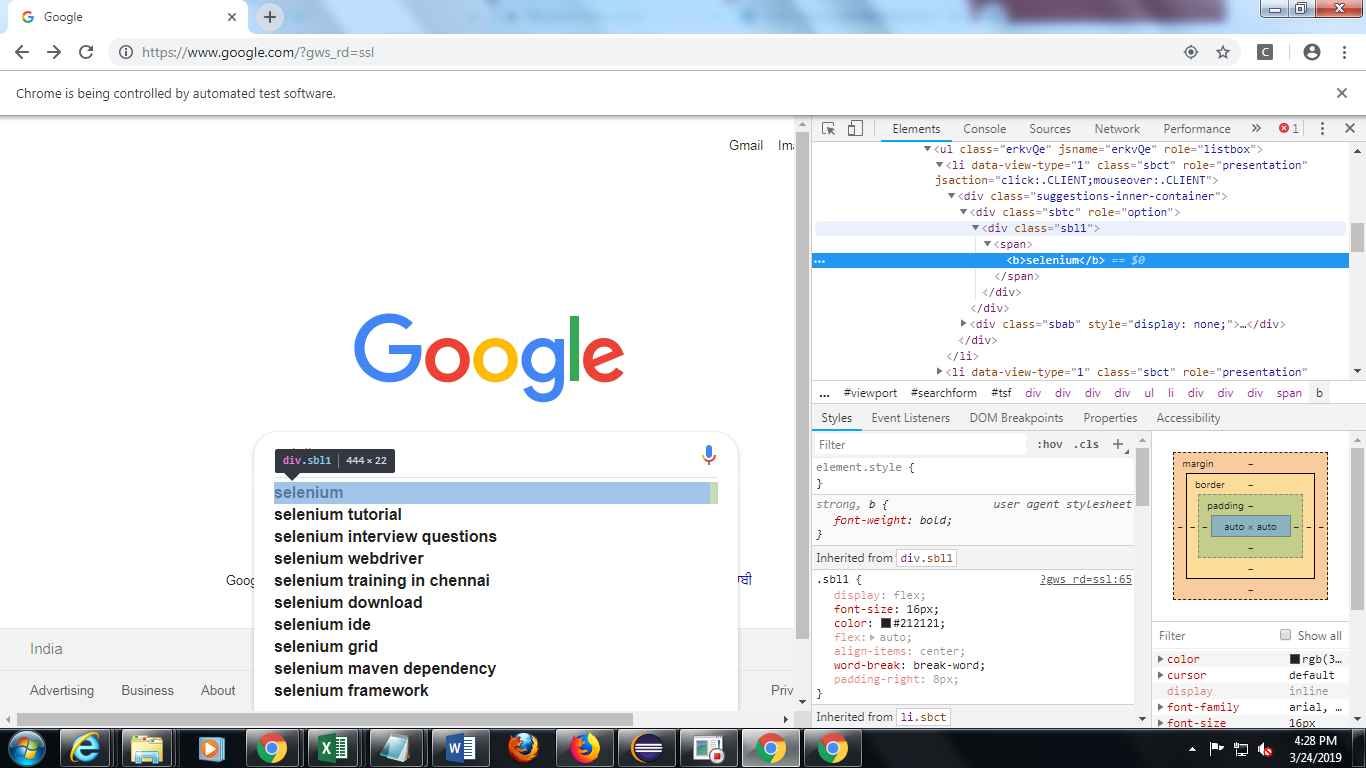 Google
https://www.google.com/?gws_rd=ssl
C
Chrome is being controlled by automated test software.
Gmail
Ima
Google
div.sbl1 444 × 22
selenium
selenium tutorial
selenium interview questions
selenium webdriver
selenium training in chennai
selenium download
selenium ide
selenium grid
selenium maven dependency
selenium framework
Goog
India
Advertising Business About
Priv
Elements Console Sources Network Performance » 1
<ul class="erkvQe" jsname="erkvQe" role="listbox">
<li data-view-type="1" class="sbct" role="presentation"
jsaction="click:.CLIENT;mouseover:.CLIENT">
<div class="suggestions-inner-container">
<div class="sbtc" role="option">
<div class="sbl1">
<span>
... <b>selenium</b> == $0
</span>
</div>
</div>
<div class="sbab" style="display: none;">…</div>
</div>
</li>
<li data-view-type="1" class="sbct" role="presentation"
... #viewport #searchform #tsf div div div div ul li div div div span b
Styles Event Listeners DOM Breakpoints Properties Accessibility
Filter :hov .cls +
element.style {
}
strong, b { user agent stylesheet
font-weight: bold;
}
Inherited from div.sbl1
.sbl1 { ?gws_rd=ssl:65
display: flex;
font-size: 16px;
color: #212121;
flex: auto;
align-items: center;
word-break: break-word;
padding-right: 8px;
}
Inherited from li.sbct
margin –
border –
padding –
– – – auto × auto – – –
–
–
–
Filter Show all
color rgb(3…
cursor default
display inline
font-family arial, …
font-size 16px
4:28 PM
3/24/2019